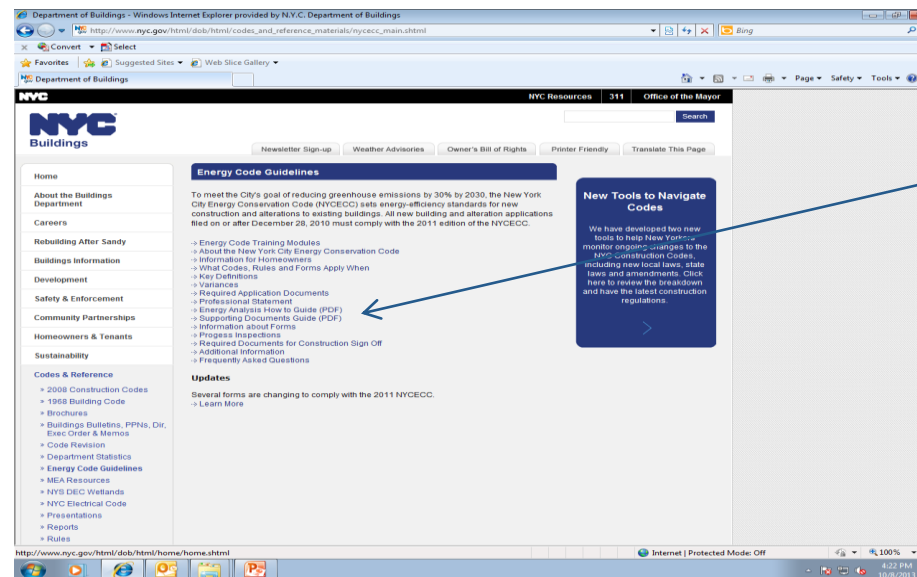 Department of Buildings - Windows Internet Explorer provided by N.Y.C. Department of Buildings
http://www.nyc.gov/html/dob/html/codes_and_reference_materials/nycecc_main.shtml
Bing
x Convert Select
Favorites Suggested Sites Web Slice Gallery
Department of Buildings
Page Safety Tools
NYC
NYC Resources 311 Office of the Mayor
NYC
Buildings
Search
Newsletter Sign-up Weather Advisories Owner's Bill of Rights Printer Friendly Translate This Page
Home
About the Buildings
Department
Careers
Rebuilding After Sandy
Buildings Information
Development
Safety & Enforcement
Community Partnerships
Homeowners & Tenants
Sustainability
Codes & Reference
» 2008 Construction Codes
» 1968 Building Code
» Brochures
» Buildings Bulletins, PPNs, Dir,
Exec Order & Memos
» Code Revision
» Department Statistics
» Energy Code Guidelines
» MEA Resources
» NYS DEC Wetlands
» NYC Electrical Code
» Presentations
» Reports
» Rules
Energy Code Guidelines
To meet the City's goal of reducing greenhouse emissions by 30% by 2030, the New York
City Energy Conservation Code (NYCECC) sets energy-efficiency standards for new
construction and alterations to existing buildings. All new building and alteration applications
filed on or after December 28, 2010 must comply with the 2011 edition of the NYCECC.
-> Energy Code Training Modules
-> About the New York City Energy Conservation Code
-> Information for Homeowners
-> What Codes, Rules and Forms Apply When
-> Key Definitions
-> Variances
-> Required Application Documents
-> Professional Statement
-> Energy Analysis How to Guide (PDF)
-> Supporting Documents Guide (PDF)
-> Information about Forms
-> Progess Inspections
-> Required Documents for Construction Sign Off
-> Additional Information
-> Frequently Asked Questions
Updates
Several forms are changing to comply with the 2011 NYCECC.
-> Learn More
New Tools to Navigate
Codes
We have developed two new
tools to help New Yorkers
monitor ongoing changes to the
NYC Construction Codes,
including new local laws, state
laws and amendments. Click
here to review the breakdown
and have the latest construction
regulations.
http://www.nyc.gov/html/dob/html/home/home.shtml
Internet | Protected Mode: Off
100%
4:22 PM
10/8/2013